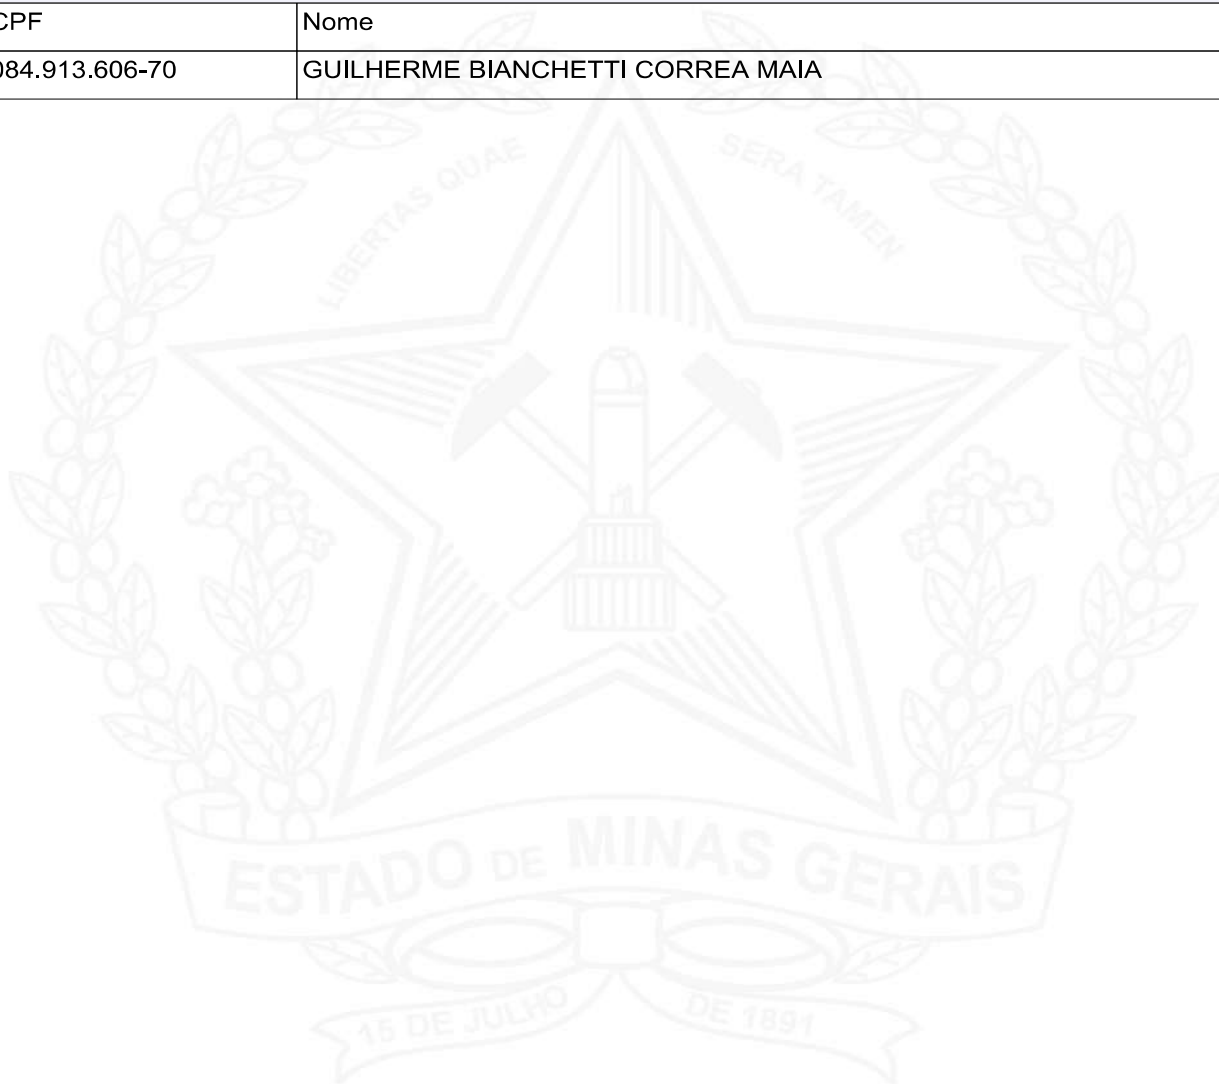 CPF Nome
084.913.606-70 GUILHERME BIANCHETTI CORREA MAIA
LIBERTAS QUAE SERA TAMEN
ESTADO DE MINAS GERAIS
15 DE JULHO DE 1891